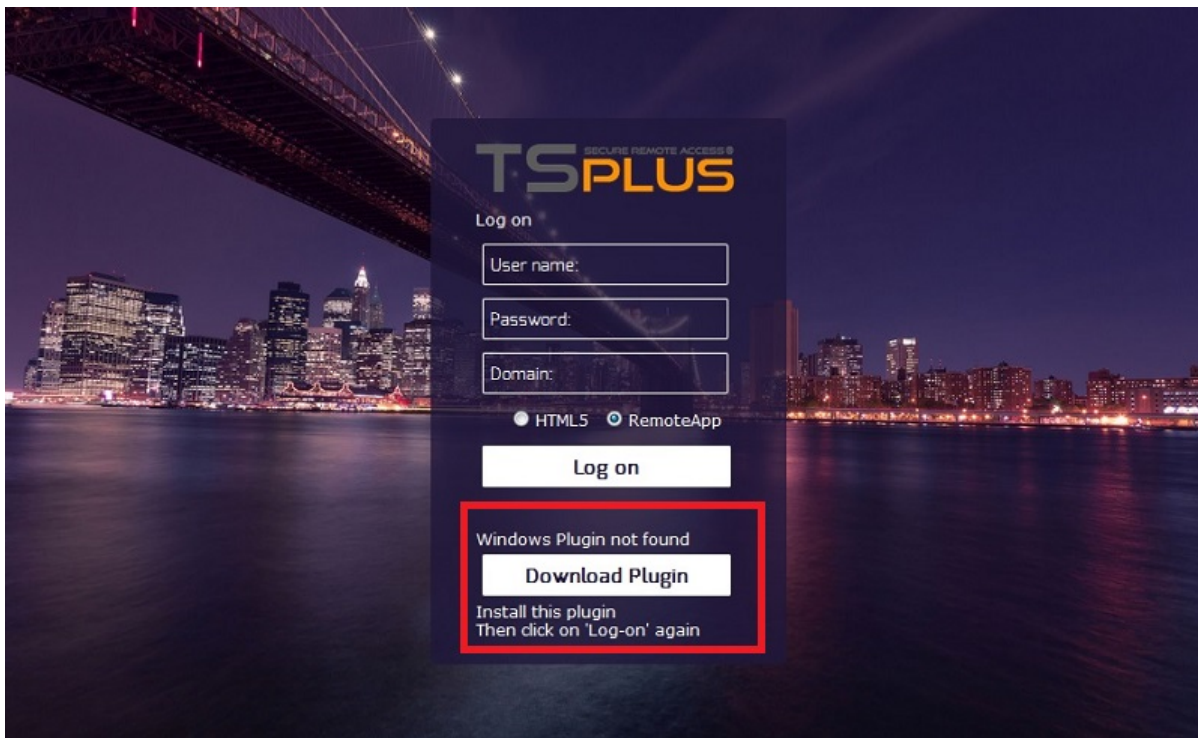 SECURE REMOTE ACCESS
TSPLUS
Log on
User name:
Password:
Domain:
HTML5 RemoteApp
Log on
Windows Plugin not found
Download Plugin
Install this plugin
Then click on 'Log-on' again